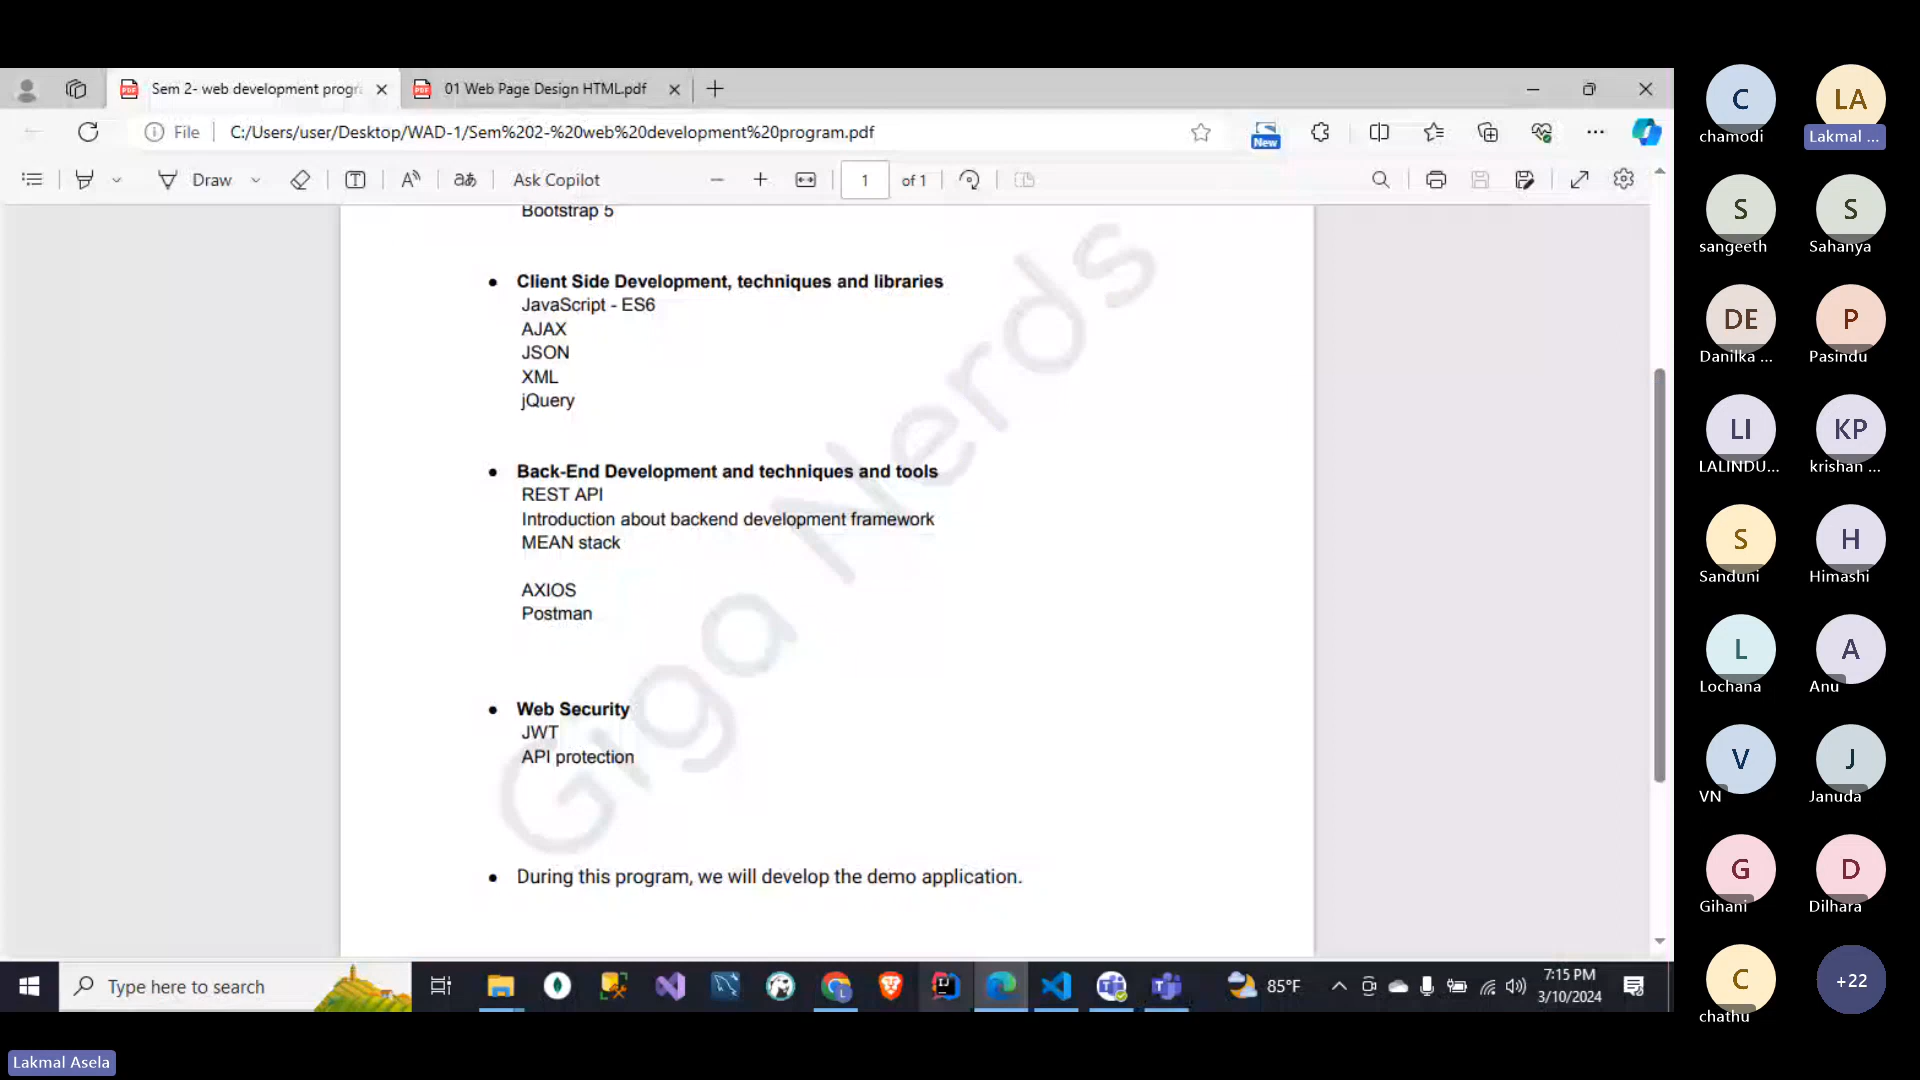 Sem 2- web development progr
01 Web Page Design HTML.pdf
File
C:/Users/user/Desktop/WAD-1/Sem%202-%20web%20development%20program.pdf
New
Draw
T
aあ
Ask Copilot
1
of 1
Bootstrap 5
● Client Side Development, techniques and libraries
JavaScript - ES6
AJAX
JSON
XML
jQuery
● Back-End Development and techniques and tools
REST API
Introduction about backend development framework
MEAN stack
AXIOS
Postman
● Web Security
JWT
API protection
● During this program, we will develop the demo application.
Giga Nerds
Type here to search
85°F
7:15 PM
3/10/2024
C
chamodi
LA
Lakmal ...
S
sangeeth
S
Sahanya
DE
Danilka ...
P
Pasindu
LI
LALINDU...
KP
krishan ...
S
Sanduni
H
Himashi
L
Lochana
A
Anu
V
VN
J
Januda
G
Gihani
D
Dilhara
C
chathu
+22
Lakmal Asela